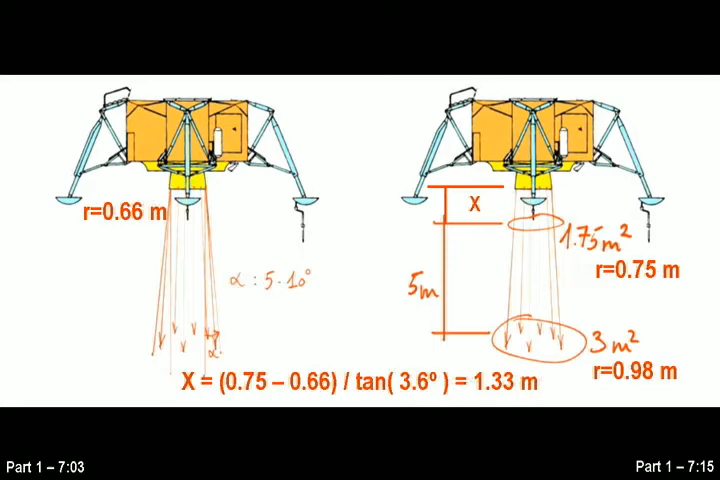 r=0.66 m
α : 5-10°
α
X
1.75 m²
r=0.75 m
5m
3 m²
r=0.98 m
X = (0.75 – 0.66) / tan( 3.6º ) = 1.33 m
Part 1 – 7:03
Part 1 – 7:15